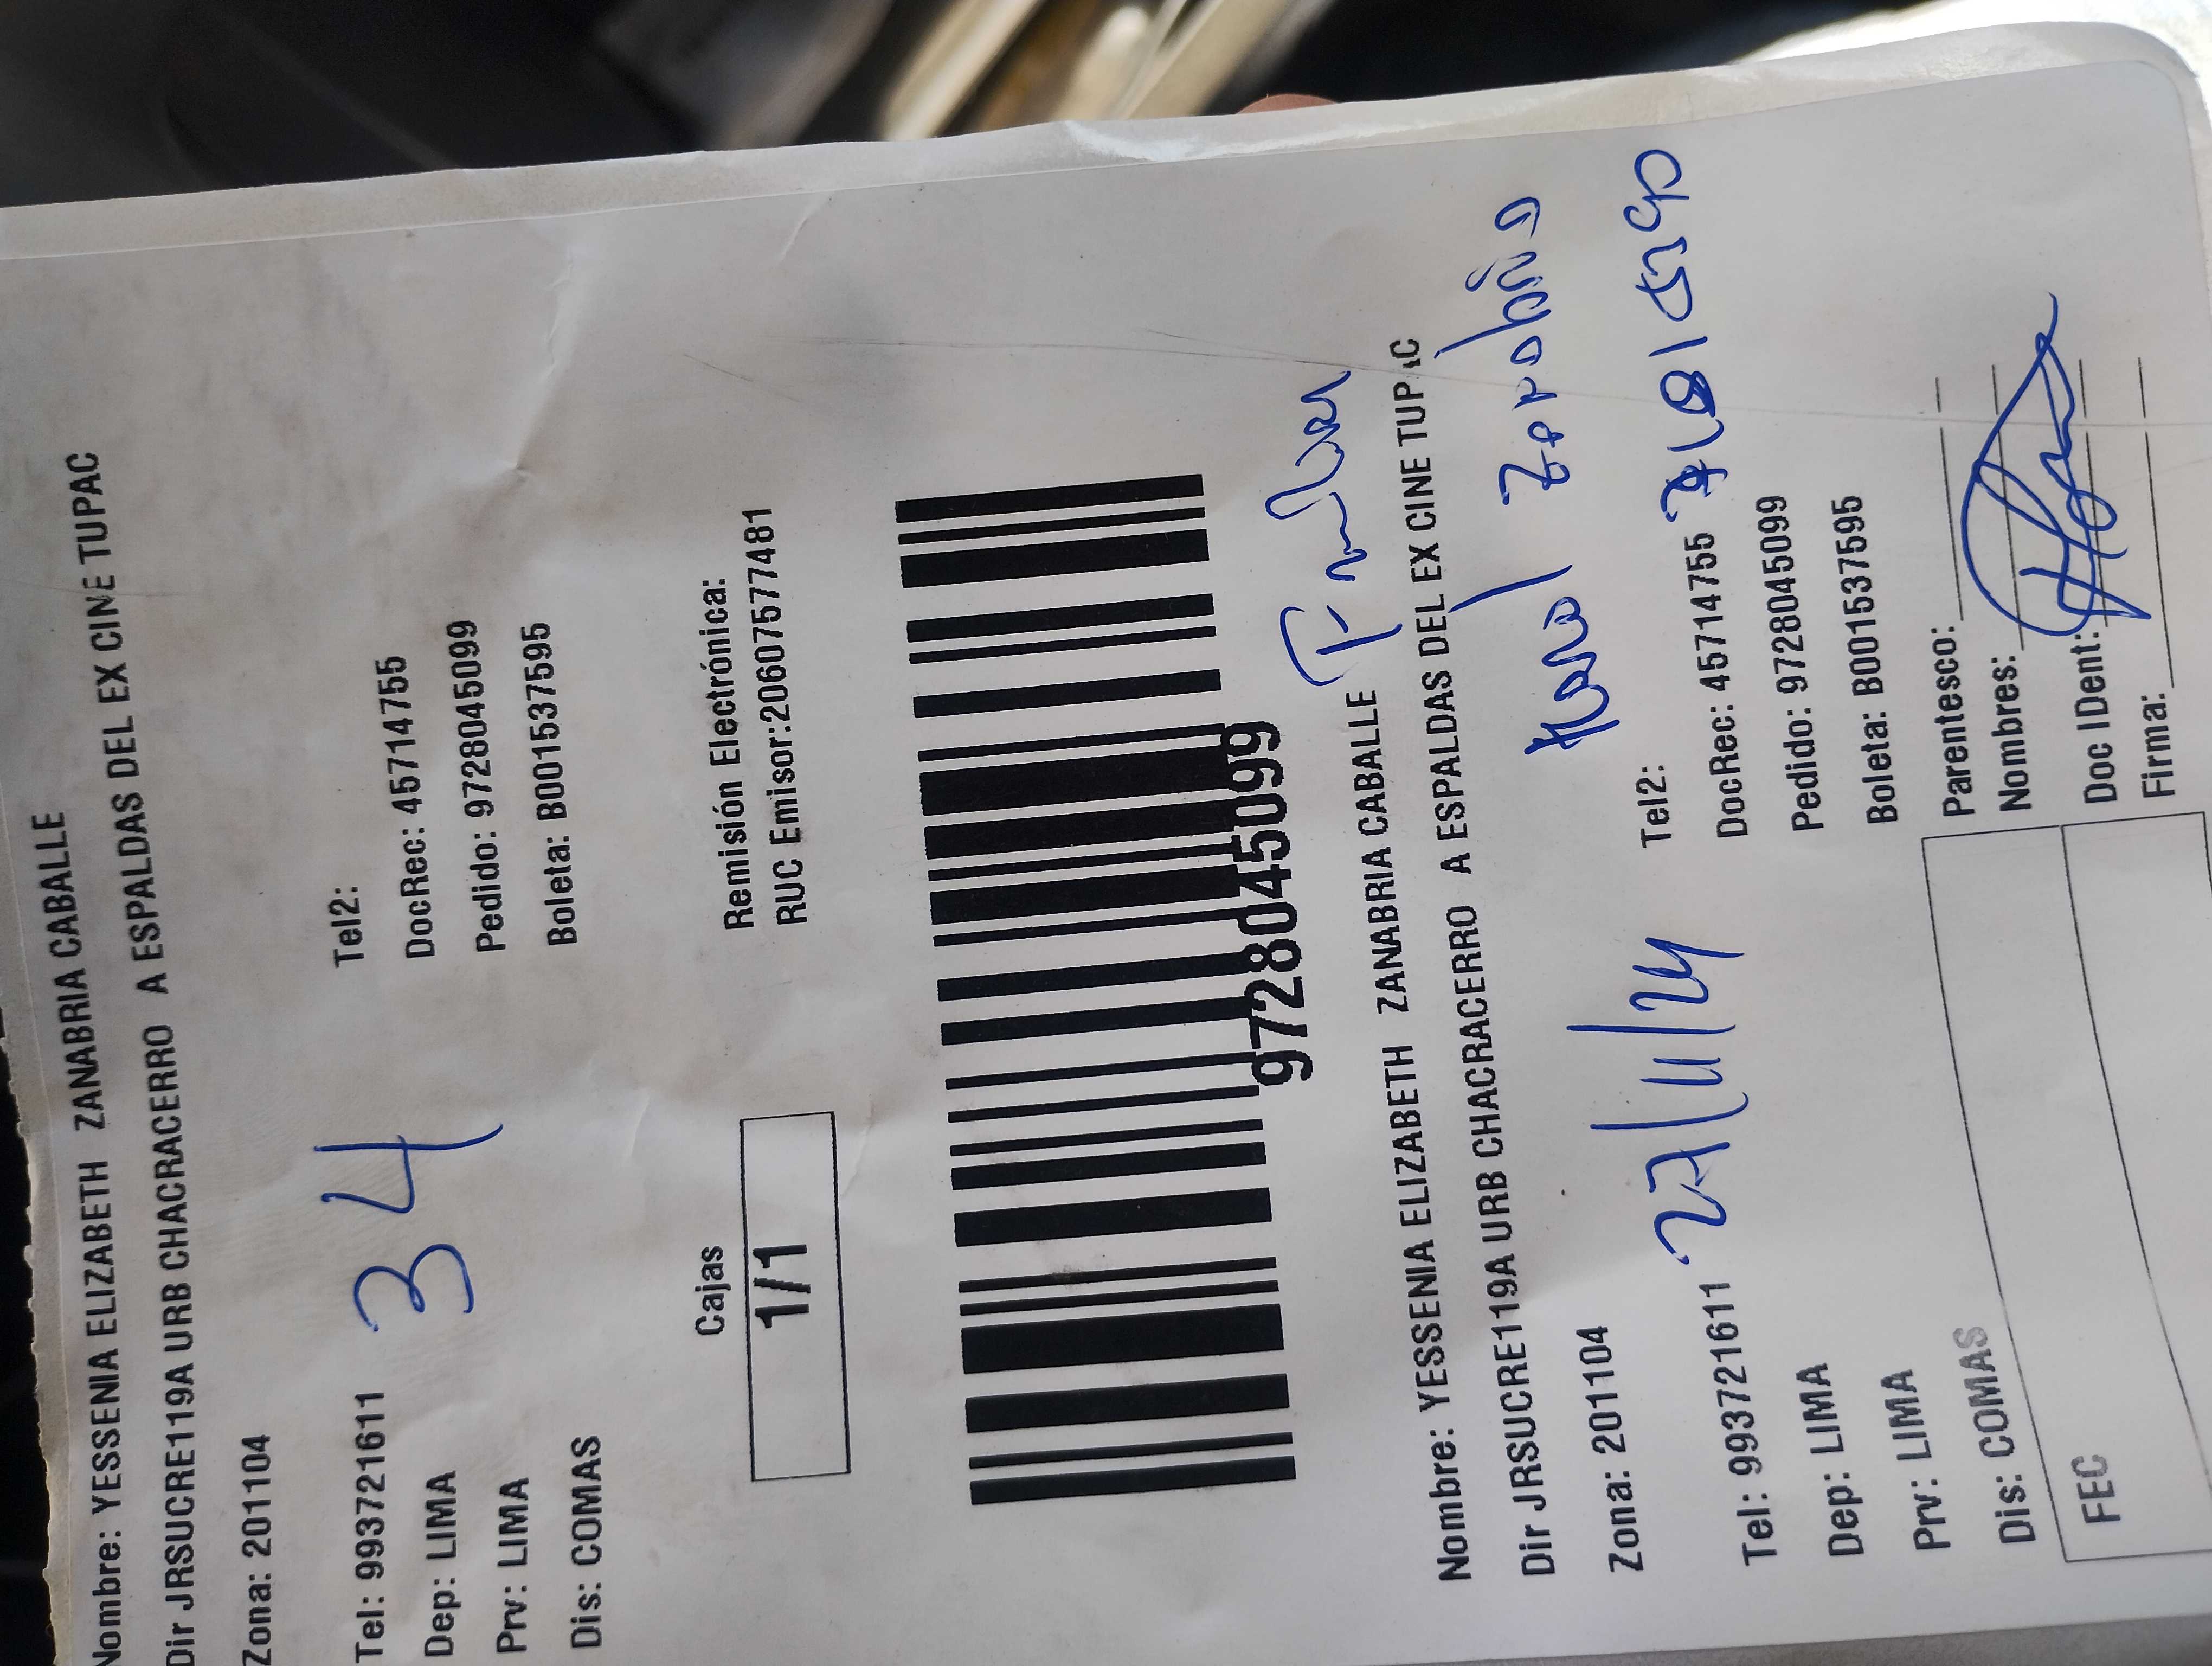 Nombre: YESSENIA ELIZABETH ZANABRIA CABALLE
Dir JRSUCRE119A URB CHACRACERRO A ESPALDAS DEL EX CINE TUPAC
Zona: 201104
Tel: 993721611 34 Tel2:
Dep: LIMA DocRec: 45714755
Prv: LIMA Pedido: 9728045099
Dis: COMAS Boleta: B001537595
Cajas Remisión Electrónica:
1/1 RUC Emisor:20607577481
9728045099
Nombre: YESSENIA ELIZABETH ZANABRIA CABALLE
Dir JRSUCRE119A URB CHACRACERRO A ESPALDAS DEL EX CINE TUPAC
Zona: 201104
Tel: 993721611 27/11/24 Tel2:
Dep: LIMA DocRec: 45714755
Prv: LIMA Pedido: 9728045099
Dis: COMAS Boleta: B001537595
Parentesco:
Nombres:
FEC Doc IDent:
Firma: